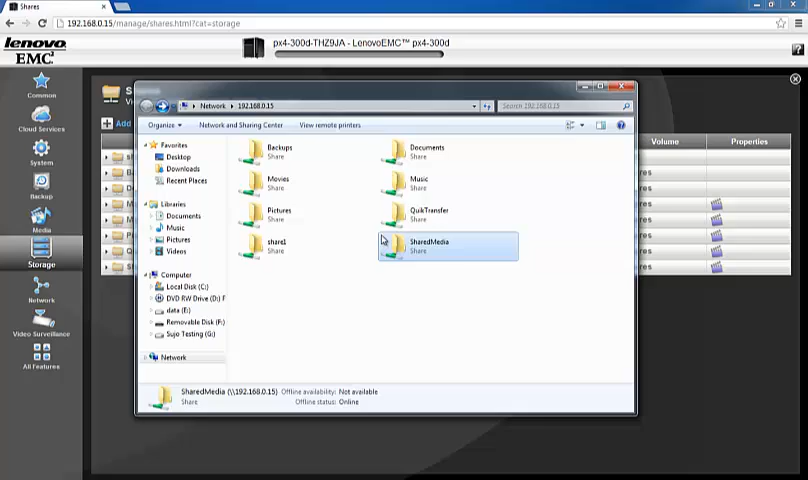 Shares
192.168.0.15/manage/shares.html?cat=storage
lenovo
EMC²
px4-300d-THZ9JA - LenovoEMC™ px4-300d
Common
Cloud Services
System
Backup
Media
Storage
Network
Video Surveillance
All Features
Add
Volume
Properties
Network
192.168.0.15
Search 192.168.0.15
Organize
Network and Sharing Center
View remote printers
Favorites
Desktop
Downloads
Recent Places
Libraries
Documents
Music
Pictures
Videos
Computer
Local Disk (C:)
DVD RW Drive (D:) F
data (E:)
Removable Disk (F:)
Sujo Testing (G:)
Network
Backups
Share
Documents
Share
Movies
Share
Music
Share
Pictures
Share
QuikTransfer
Share
share1
Share
SharedMedia
Share
SharedMedia (\\192.168.0.15) Offline availability: Not available
Share Offline status: Online